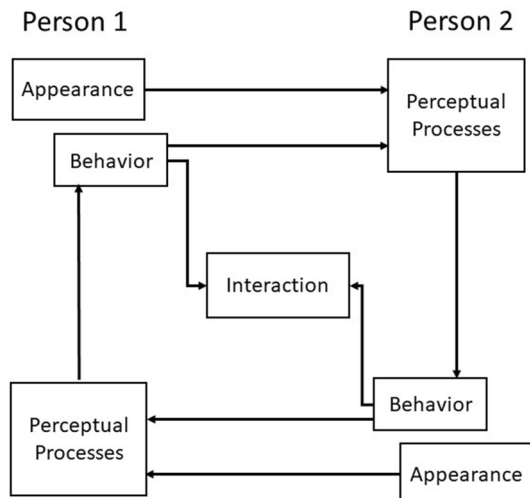 Person 1
Person 2
Appearance
Perceptual
Processes
Behavior
Interaction
Perceptual
Processes
Behavior
Appearance